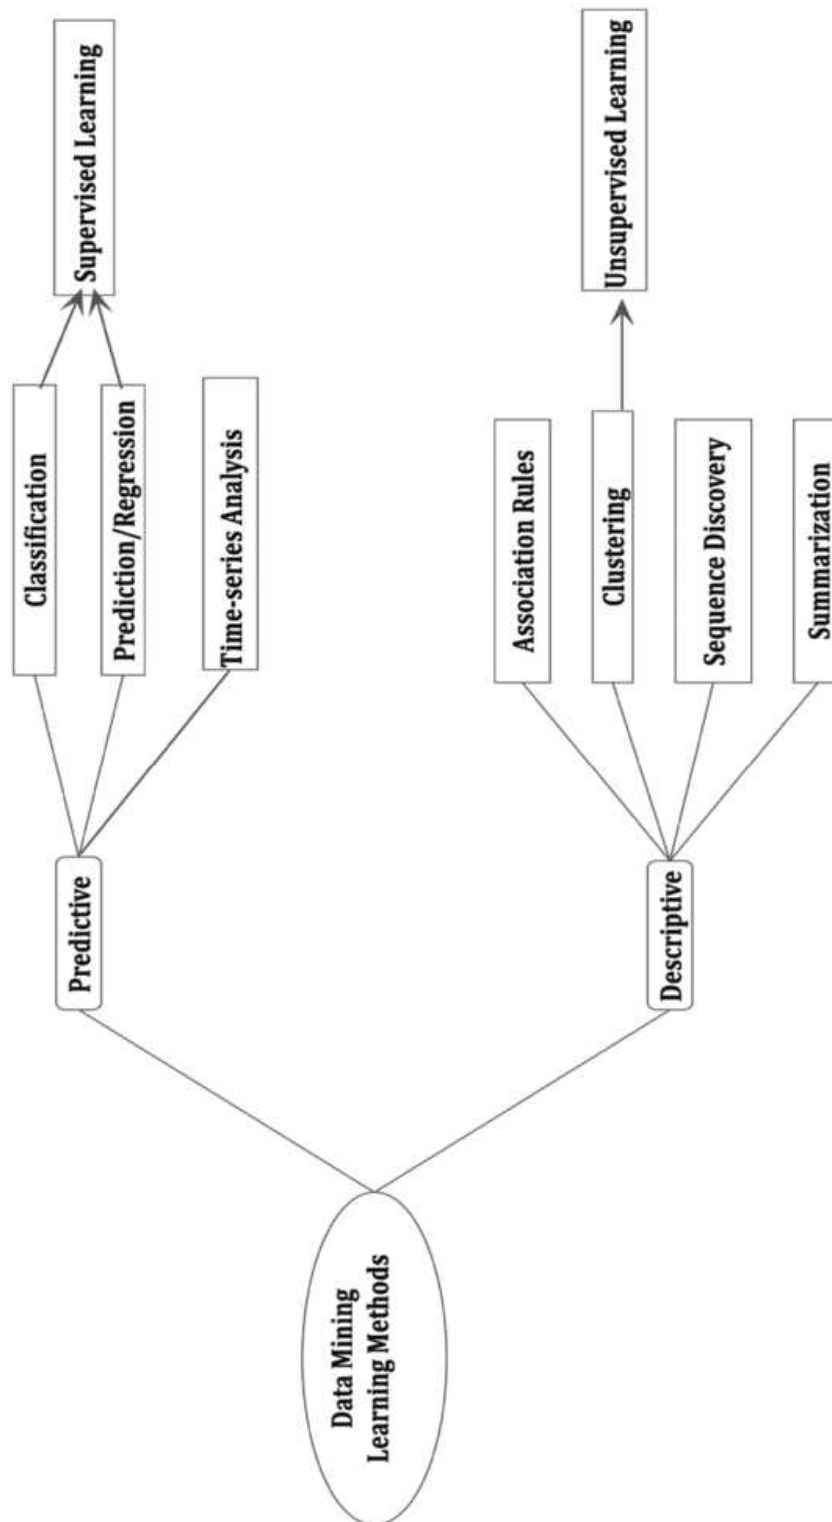 Data Mining
Learning Methods
Predictive
Descriptive
Classification
Prediction/Regression
Time-series Analysis
Association Rules
Clustering
Sequence Discovery
Summarization
Supervised Learning
Unsupervised Learning